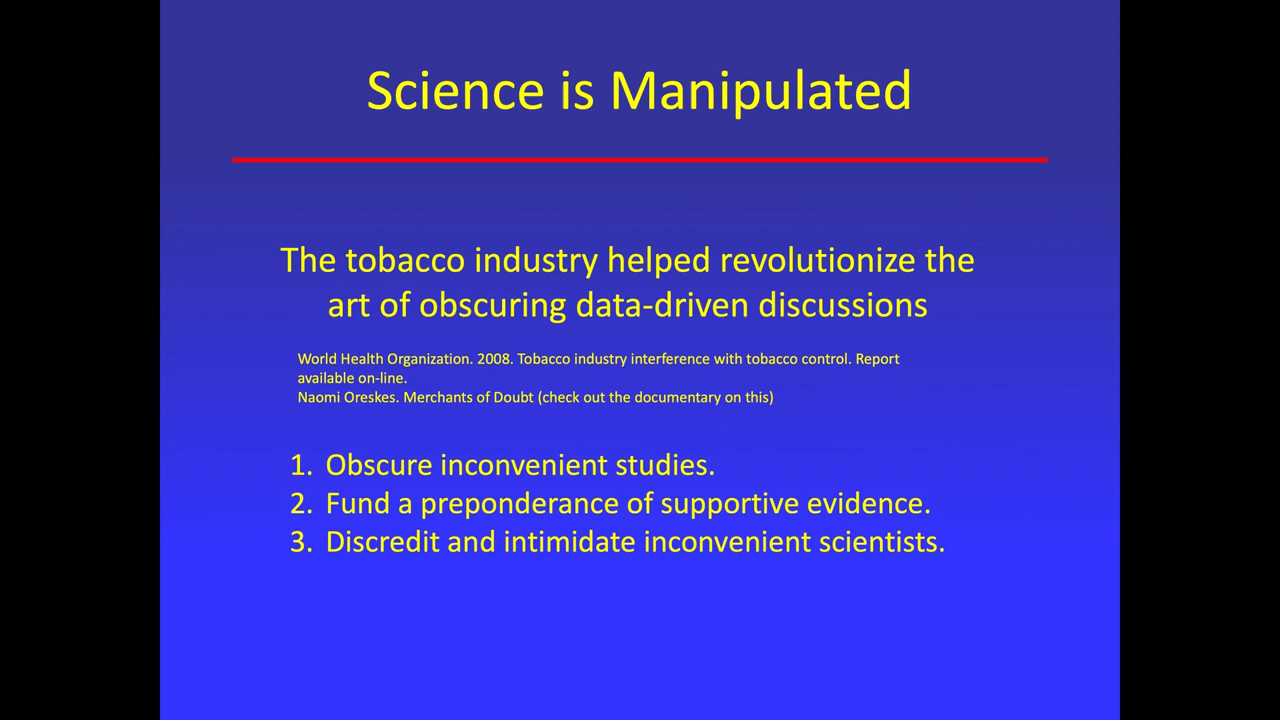 Science is Manipulated
The tobacco industry helped revolutionize the
art of obscuring data-driven discussions
World Health Organization. 2008. Tobacco industry interference with tobacco control. Report
available on-line.
Naomi Oreskes. Merchants of Doubt (check out the documentary on this)
1. Obscure inconvenient studies.
2. Fund a preponderance of supportive evidence.
3. Discredit and intimidate inconvenient scientists.